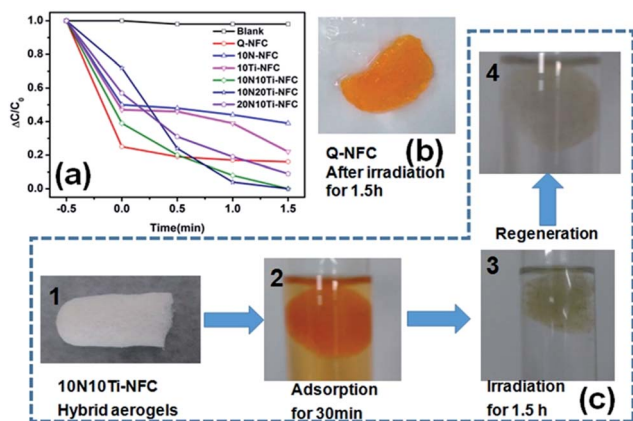 (a)
ΔC/C0
1.0
0.8
0.6
0.4
0.2
0.0
-0.5 0.0 0.5 1.0 1.5
Time(min)
Blank
Q-NFC
10N-NFC
10Ti-NFC
10N10Ti-NFC
10N20Ti-NFC
20N10Ti-NFC
(b)
Q-NFC
After irradiation
for 1.5h
4
Regeneration
1
10N10Ti-NFC
Hybrid aerogels
2
Adsorption
for 30min
3
Irradiation
for 1.5 h
(c)